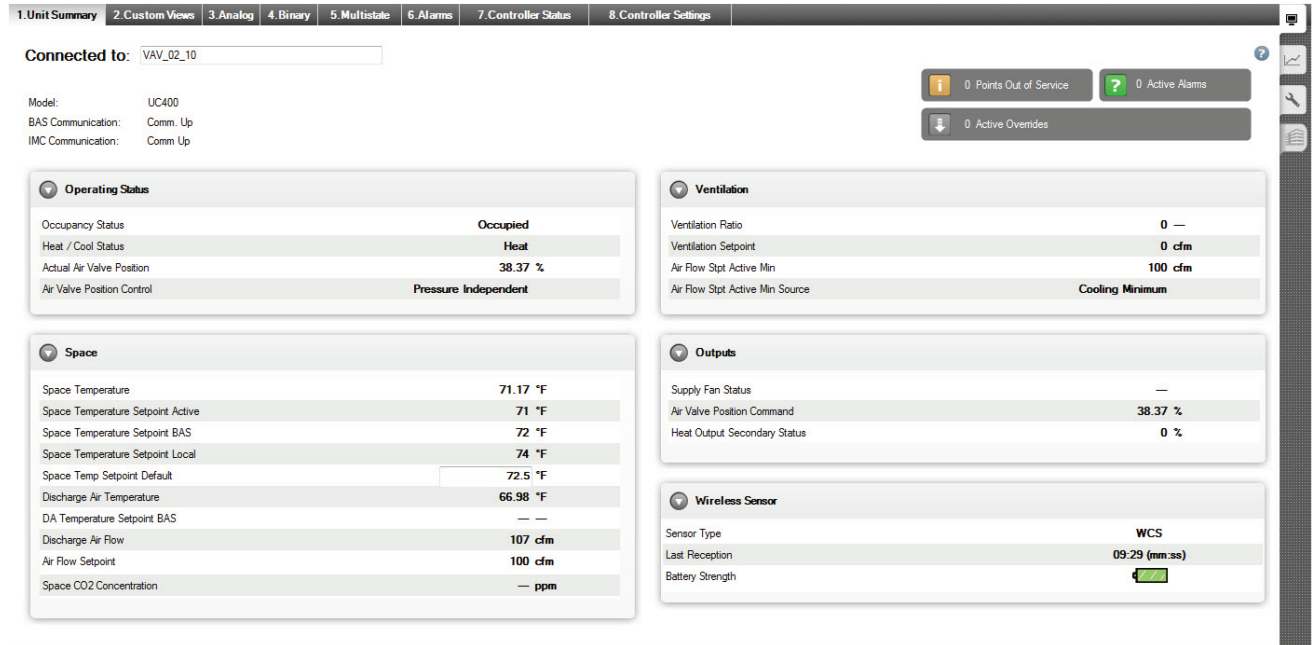 1.Unit Summary 2.Custom Views 3.Analog 4.Binary 5.Multistate 6.Alarms 7.Controller Status 8.Controller Settings
Connected to: VAV_02_10
?
i 0 Points Out of Service ? 0 Active Alarms
0 Active Overrides
Model: UC400
BAS Communication: Comm. Up
IMC Communication: Comm Up
Operating Status
Occupancy Status Occupied
Heat / Cool Status Heat
Actual Air Valve Position 38.37 %
Air Valve Position Control Pressure Independent
Ventilation
Ventilation Ratio 0 —
Ventilation Setpoint 0 cfm
Air Flow Stpt Active Min 100 cfm
Air Flow Stpt Active Min Source Cooling Minimum
Space
Space Temperature 71.17 °F
Space Temperature Setpoint Active 71 °F
Space Temperature Setpoint BAS 72 °F
Space Temperature Setpoint Local 74 °F
Space Temp Setpoint Default 72.5 °F
Discharge Air Temperature 66.98 °F
DA Temperature Setpoint BAS — —
Discharge Air Flow 107 cfm
Air Flow Setpoint 100 cfm
Space CO2 Concentration — ppm
Outputs
Supply Fan Status —
Air Valve Position Command 38.37 %
Heat Output Secondary Status 0 %
Wireless Sensor
Sensor Type WCS
Last Reception 09:29 (mm:ss)
Battery Strength